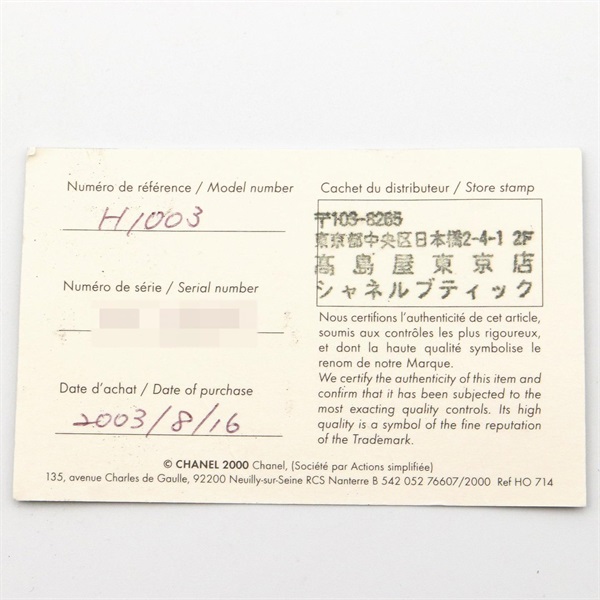 Numéro de référence / Model number
H1003
Numéro de série / Serial number
Date d'achat / Date of purchase
2003/8/16
Cachet du distributeur / Store stamp
〒103-8265
東京都中央区日本橋2-4-1 2F
髙島屋東京店
シャネルブティック
Nous certifions l'authenticité de cet article,
soumis aux contrôles les plus rigoureux,
et dont la haute qualité symbolise le
renom de notre Marque.
We certify the authenticity of this item and
confirm that it has been subjected to the
most exacting quality controls. Its high
quality is a symbol of the fine reputation
of the Trademark.
© CHANEL 2000 Chanel, (Société par Actions simplifiée)
135, avenue Charles de Gaulle, 92200 Neuilly-sur-Seine RCS Nanterre B 542 052 76607/2000 Ref HO 714